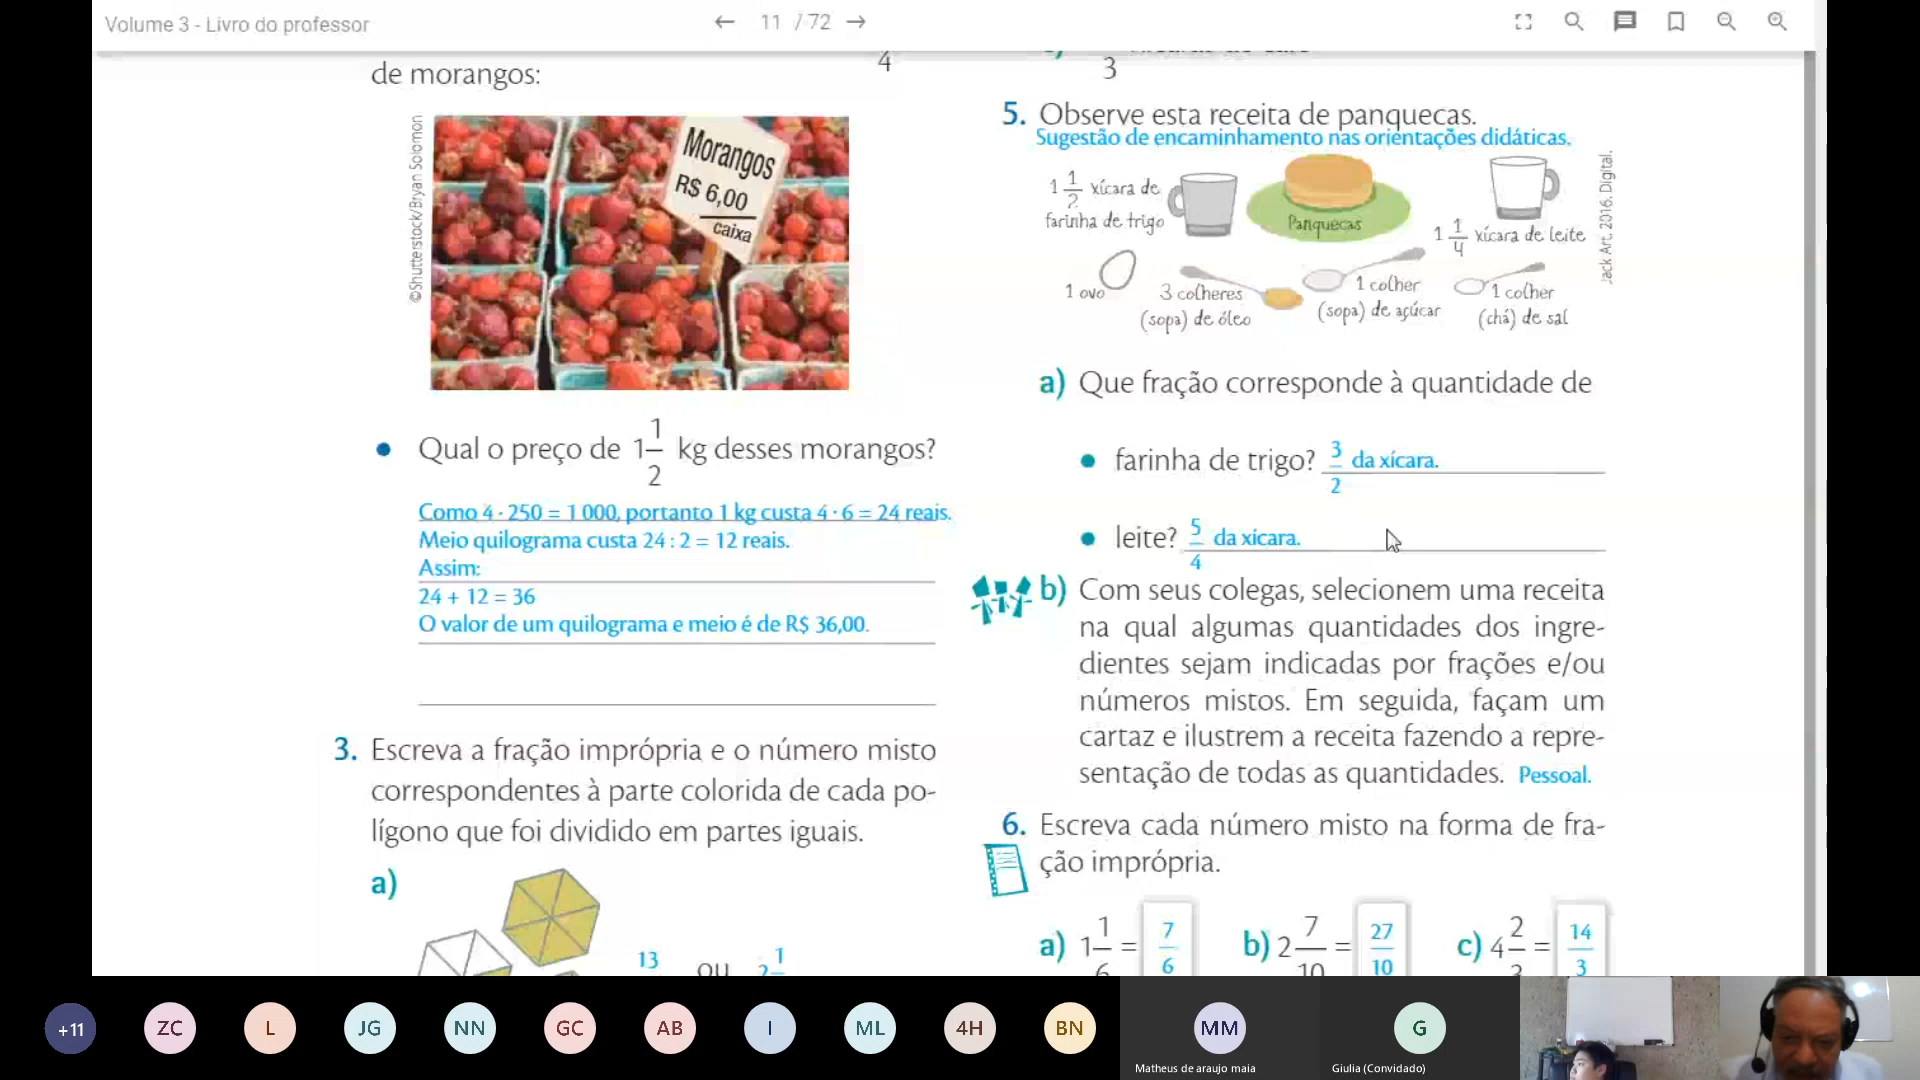 Volume 3 - Livro do professor
11 / 72
de morangos:
©Shutterstock/Bryan Solomon
Morangos
R$ 6,00
caixa
• Qual o preço de 1 1/2 kg desses morangos?
Como 4 · 250 = 1 000, portanto 1 kg custa 4 · 6 = 24 reais.
Meio quilograma custa 24 : 2 = 12 reais.
Assim:
24 + 12 = 36
O valor de um quilograma e meio é de R$ 36,00.
3. Escreva a fração imprópria e o número misto
correspondentes à parte colorida de cada po-
lígono que foi dividido em partes iguais.
a)
13
ou
2 1
4
3
5. Observe esta receita de panquecas.
Sugestão de encaminhamento nas orientações didáticas.
1 1/2 xícara de
farinha de trigo
Panquecas
1 1/4 xícara de leite
1 ovo
3 colheres
(sopa) de óleo
1 colher
(sopa) de açúcar
1 colher
(chá) de sal
Jack Art. 2016. Digital.
a) Que fração corresponde à quantidade de
• farinha de trigo? 3/2 da xícara.
• leite? 5/4 da xícara.
b) Com seus colegas, selecionem uma receita
na qual algumas quantidades dos ingre-
dientes sejam indicadas por frações e/ou
números mistos. Em seguida, façam um
cartaz e ilustrem a receita fazendo a repre-
sentação de todas as quantidades. Pessoal.
6. Escreva cada número misto na forma de fra-
ção imprópria.
a) 1 1/6 = 7/6 b) 2 7/10 = 27/10 c) 4 2/3 = 14/3
+11 ZC L JG NN GC AB I ML 4H BN MM G
Matheus de araujo maia
Giulia (Convidado)